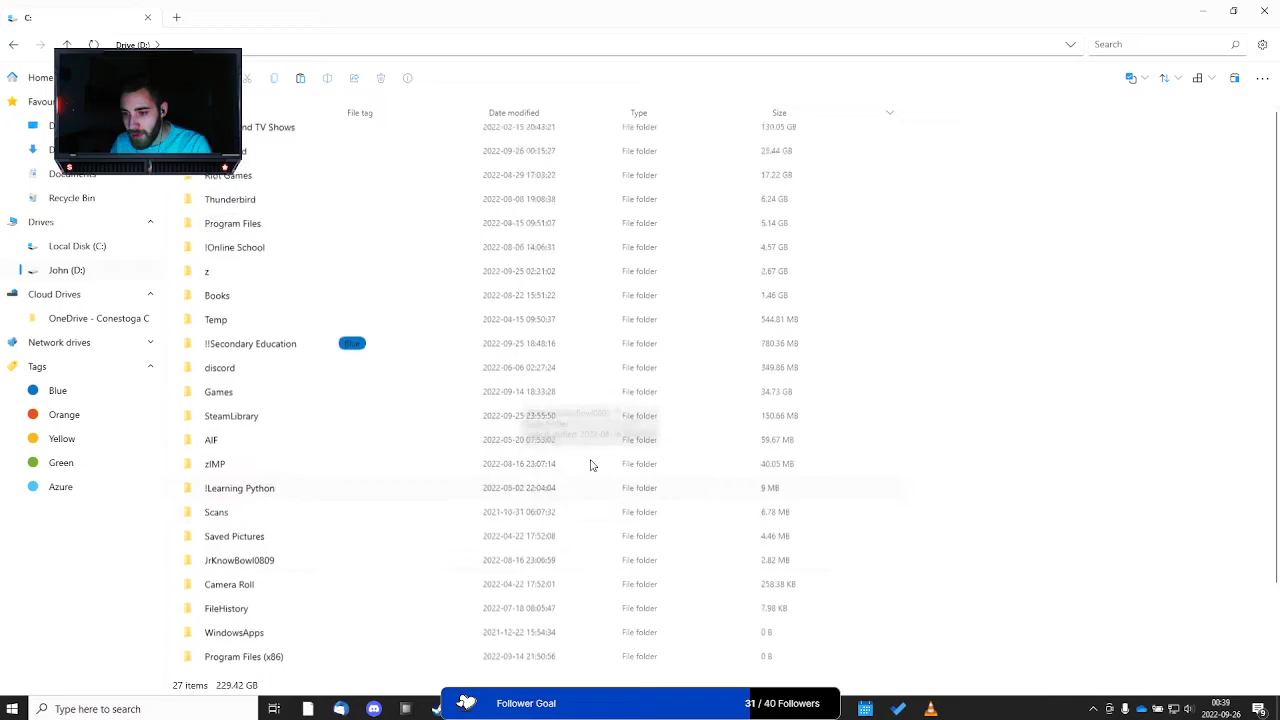 C:
Drive (D:)
Search
Home
File tag
Date modified
Type
Size
Favou
and TV Shows
2022-02-15 20:43:21
File folder
130.05 GB
2022-09-26 00:15:27
File folder
Documents
Riot Games
2022-08-29 17:03:22
File folder
17.22 GB
Recycle Bin
Thunderbird
2022-08-08 19:08:38
File folder
6.24 GB
Drives
Program Files
2022-08-15 09:51:07
File folder
5.14 GB
Local Disk (C:)
!Online School
2022-08-06 14:06:31
File folder
4.57 GB
John (D:)
z
2022-09-25 02:21:02
File folder
2.67 GB
Cloud Drives
Books
2022-08-22 15:51:22
File folder
1.46 GB
OneDrive - Conestoga C
Temp
2022-04-15 09:50:37
File folder
544.81 MB
Network drives
!!Secondary Education
Blue
2022-09-25 18:48:16
File folder
780.36 MB
Tags
discord
2022-06-06 02:27:24
File folder
349.86 MB
Blue
Games
2022-09-14 18:33:28
File folder
34.73 GB
Orange
SteamLibrary
2022-09-25 23:55:50
File folder
150.66 MB
Yellow
AIF
2022-05-20 07:53:02
File folder
59.67 MB
Green
zIMP
2022-08-16 23:07:14
File folder
40.05 MB
Azure
!Learning Python
2022-05-02 22:04:04
File folder
9 MB
Scans
2021-10-31 06:07:32
File folder
6.78 MB
Saved Pictures
2022-04-22 17:52:08
File folder
4.46 MB
JrKnowBowl0809
2022-08-16 23:06:59
File folder
2.82 MB
Camera Roll
2022-04-22 17:52:01
File folder
258.38 KB
FileHistory
2022-07-18 08:05:47
File folder
7.98 KB
WindowsApps
2021-12-22 15:54:34
File folder
0 B
Program Files (x86)
2022-03-14 21:50:56
File folder
0 B
27 items 229.42 GB
Type here to search
Follower Goal
31 / 40 Followers
00:39
2022-09-26